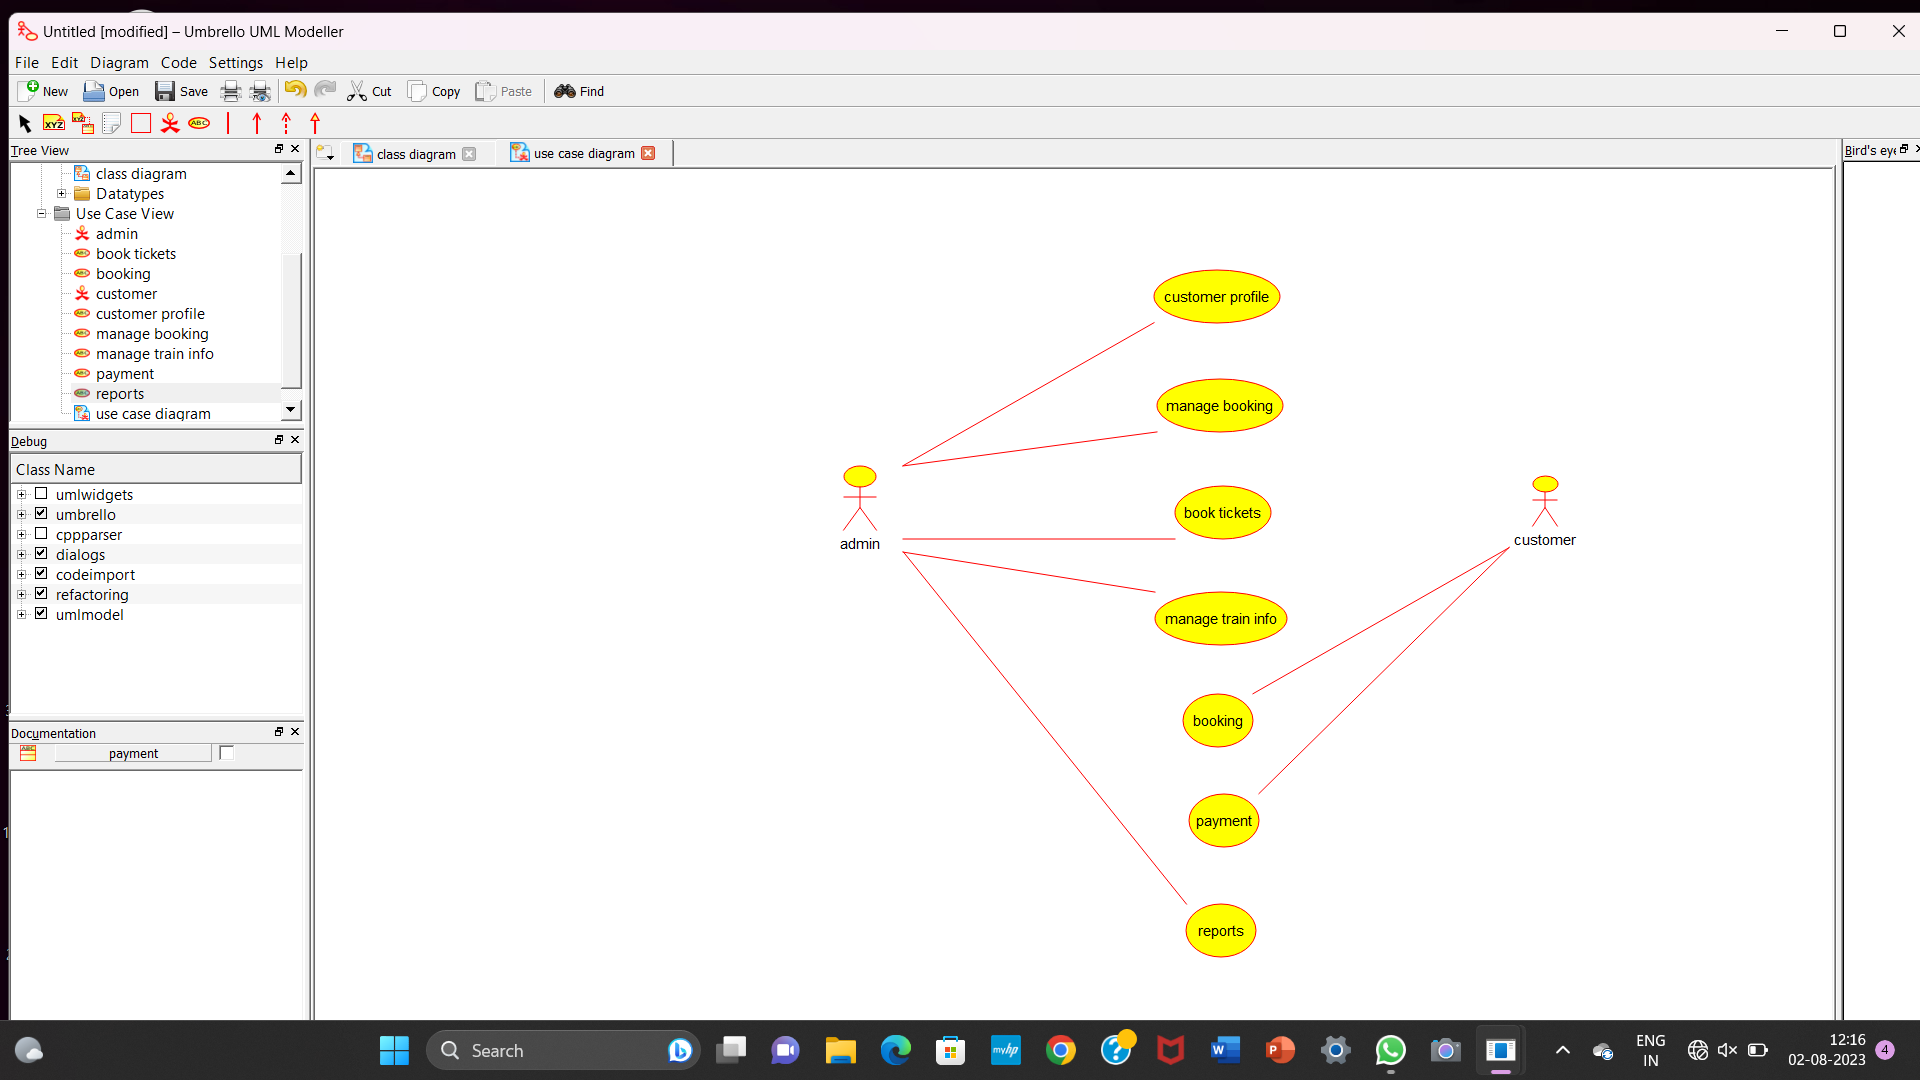 Untitled [modified] – Umbrello UML Modeller
File Edit Diagram Code Settings Help
New Open Save Cut Copy Paste Find
XYZ XYZ ABC
Tree View
class diagram
use case diagram
Bird's eye
class diagram
Datatypes
Use Case View
admin
book tickets
booking
customer
customer profile
manage booking
manage train info
payment
reports
use case diagram
Debug
Class Name
umlwidgets
umbrello
cppparser
dialogs
codeimport
refactoring
umlmodel
Documentation
payment
customer profile
manage booking
book tickets
manage train info
booking
payment
reports
admin
customer
Search
myhp
ENG
IN
12:16
02-08-2023
4